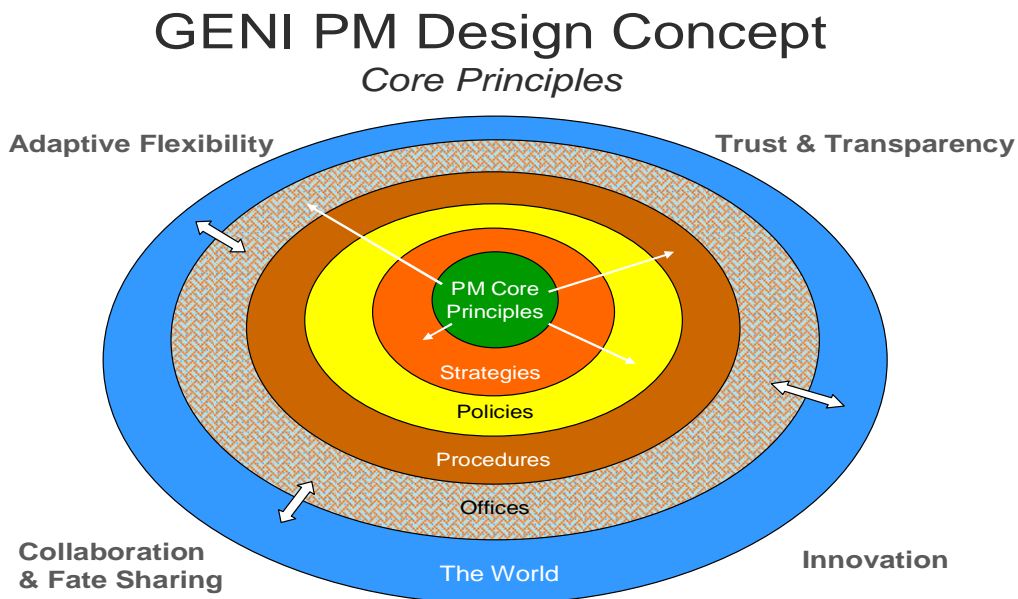 GENI PM Design Concept
Core Principles
Adaptive Flexibility
Trust & Transparency
PM Core
Principles
Strategies
Policies
Procedures
Offices
The World
Collaboration
& Fate Sharing
Innovation